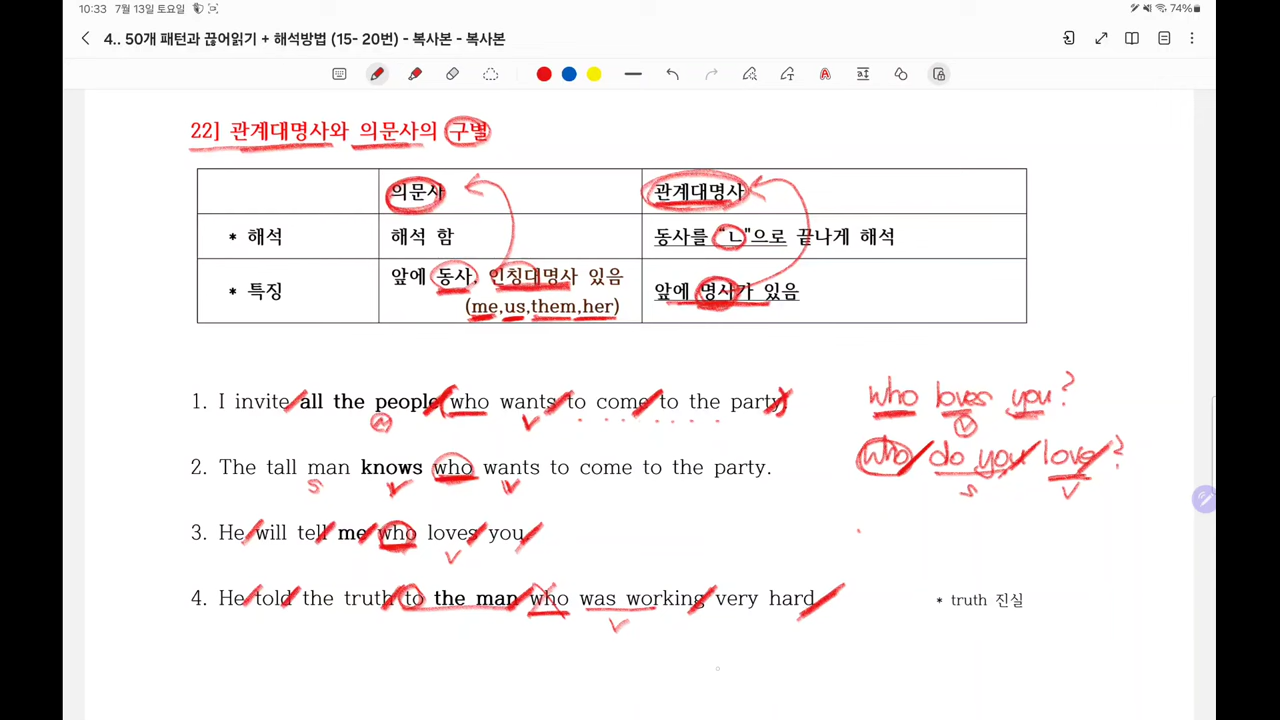 10:33 7월 13일 토요일
74%
4.. 50개 패턴과 끊어읽기 + 해석방법 (15- 20번) - 복사본 - 복사본
22] 관계대명사와 의문사의 구별
의문사 관계대명사
* 해석 해석 함 동사를 "ㄴ"으로 끝나게 해석
* 특징 앞에 동사, 인칭대명사 있음 앞에 명사가 있음
(me,us,them,her)
1. I invite all the people who wants to come to the party.
N V
who loves you?
V
2. The tall man knows who wants to come to the party.
S V V
who do you love?
S V
3. He will tell me who loves you.
V
4. He told the truth to the man who was working very hard.
V
* truth 진실